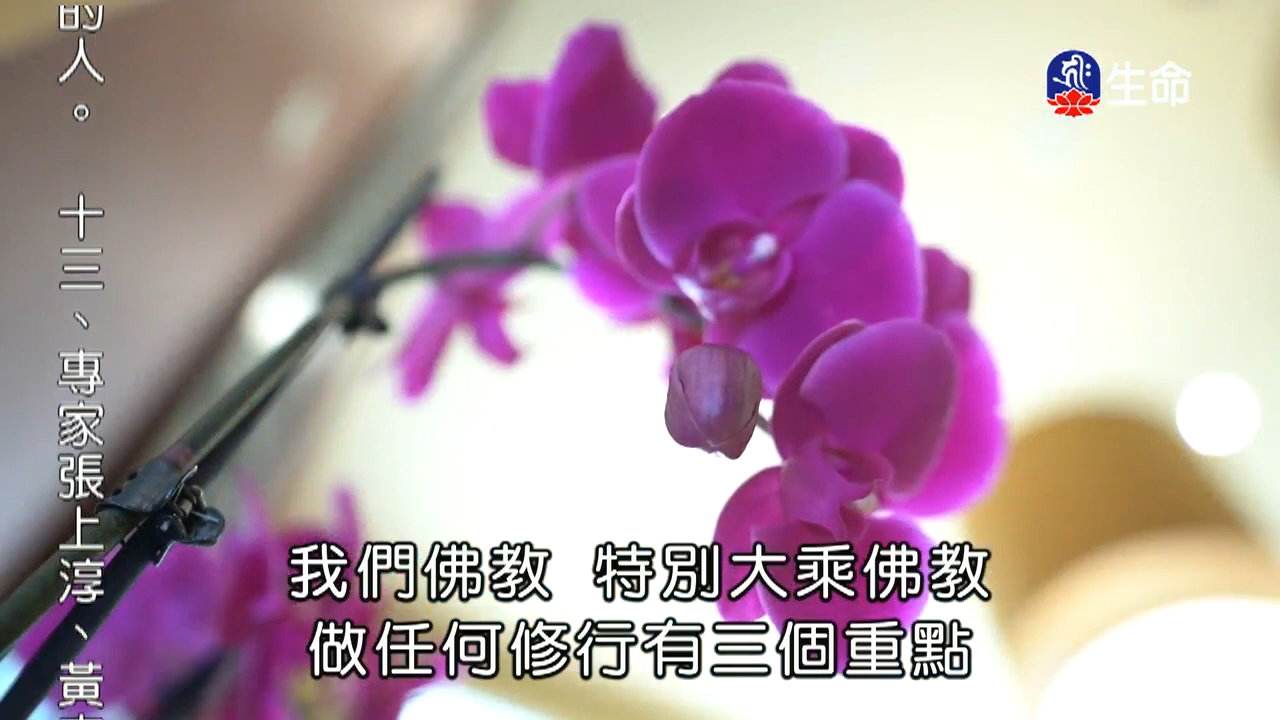 的人。 十三、專家張上淳、黃
生命
我們佛教 特別大乘佛教
做任何修行有三個重點